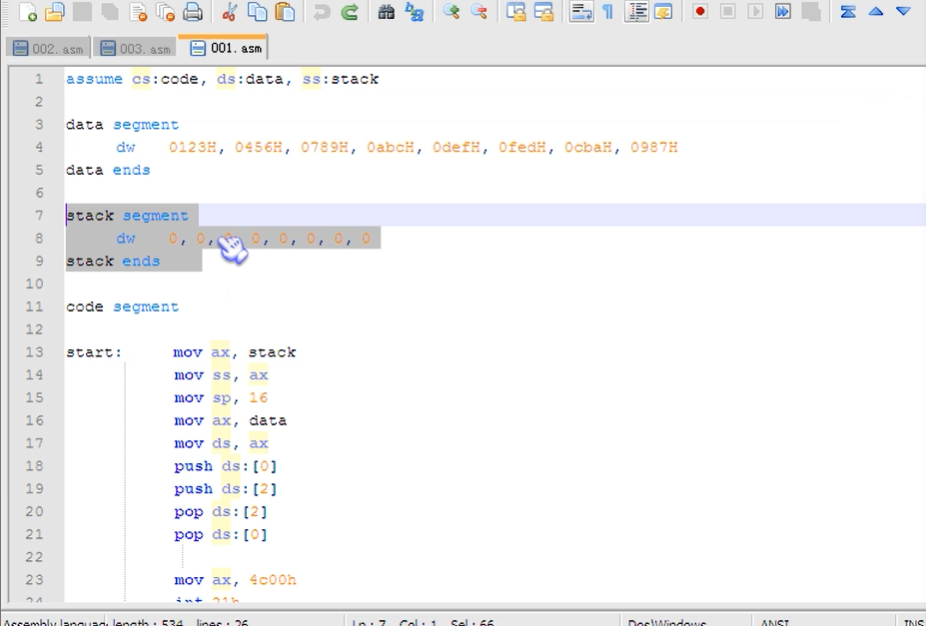 002. asm 003. asm 001. asm
1 assume cs:code, ds:data, ss:stack
2
3 data segment
4 dw 0123H, 0456H, 0789H, 0abcH, 0defH, 0fedH, 0cbaH, 0987H
5 data ends
6
7 stack segment
8 dw 0, 0, 0, 0, 0, 0, 0, 0
9 stack ends
10
11 code segment
12
13 start: mov ax, stack
14 mov ss, ax
15 mov sp, 16
16 mov ax, data
17 mov ds, ax
18 push ds:[0]
19 push ds:[2]
20 pop ds:[2]
21 pop ds:[0]
22
23 mov ax, 4c00h
24 int 21h
Assembly languag length : 534 lines : 26 Ln : 7 Col : 1 Sel : 66 Dos\Windows ANSI INS